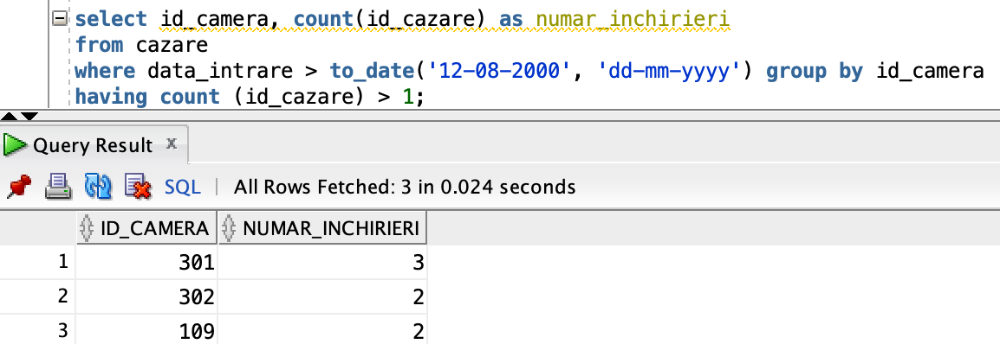 select id_camera, count(id_cazare) as numar_inchirieri
from cazare
where data_intrare > to_date('12-08-2000', 'dd-mm-yyyy') group by id_camera
having count (id_cazare) > 1;
Query Result x
SQL | All Rows Fetched: 3 in 0.024 seconds
ID_CAMERA NUMAR_INCHIRIERI
1 301 3
2 302 2
3 109 2